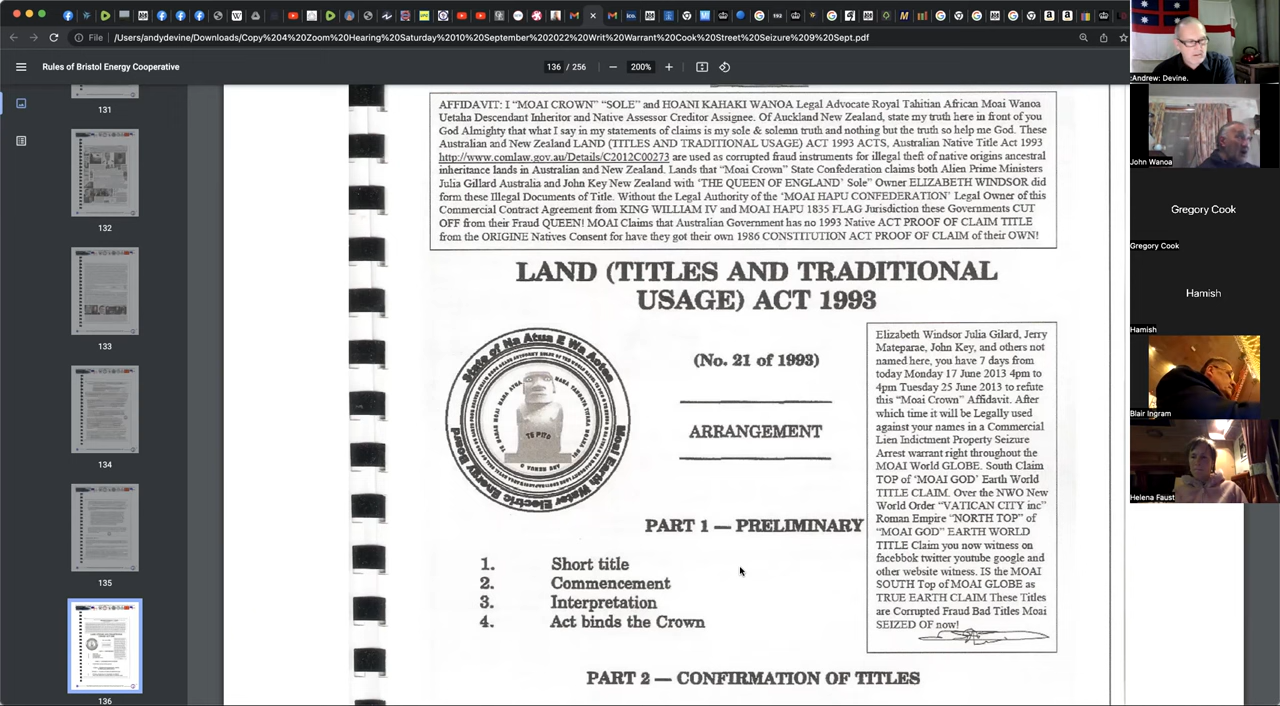 File
/Users/andydevine/Downloads/Copy%204%20Zoom%20Hearing%20Saturda
%202022%20Writ%20Warrant%20Cook%20Street%20Seizure%209%20Sept.pdf
Rules of Bristol Energy Cooperative
136 / 256
200%
131
132
133
134
135
136
AFFIDAVIT: I "MOAI CROWN" "SOLE" and HOANI KAHAKI WANOA Legal Advocate Royal Tahitian African Moai Wanoa
Uetaha Descendant Inheritor and Native Assessor Creditor Assignee. Of Auckland New Zealand, state my truth here in front of you
God Almighty that what I say in my statements of claims is my sole & solemn truth and nothing but the truth so help me God. These
Australian and New Zealand LAND (TITLES AND TRADITIONAL USAGE) ACT 1993 ACTS, Australian Native Title Act 1993
http://www.comlaw.gov.au/Details/C2012C00273 are used as corrupted fraud instruments for illegal theft of native origins ancestral
inheritance lands in Australian and New Zealand. Lands that "Moai Crown" State Confederation claims both Alien Prime Ministers
Julia Gillard Australia and John Key New Zealand with 'THE QUEEN OF ENGLAND' Sole" Owner ELIZABETH WINDSOR did
form these Illegal Documents of Title. Without the Legal Authority of the 'MOAI HAPU CONFEDERATION' Legal Owner of this
Commercial Contract Agreement from KING WILLIAM IV and MOAI HAPU 1835 FLAG Jurisdiction these Governments CUT
OFF from their Fraud QUEEN! MOAI Claims that Australian Government has no 1993 Native ACT PROOF OF CLAIM TITLE
from the ORIGINE Natives Consent for have they got their own 1986 CONSTITUTION ACT PROOF OF CLAIM of their OWN!
LAND (TITLES AND TRADITIONAL
USAGE) ACT 1993
State of Na Atua E Wa Aotea
Moai Earth Water Electric Energy Board
TE PITO
(No. 21 of 1993)
ARRANGEMENT
PART 1 — PRELIMINARY
1. Short title
2. Commencement
3. Interpretation
4. Act binds the Crown
PART 2 — CONFIRMATION OF TITLES
Elizabeth Windsor Julia Gilard, Jerry
Mateparae, John Key, and others not
named here, you have 7 days from
today Monday 17 June 2013 4pm to
4pm Tuesday 25 June 2013 to refute
this "Moai Crown" Affidavit. After
which time it will be Legally used
against your names in a Commercial
Lien Indictment Property Seizure
Arrest warrant right throughout the
MOAI World GLOBE. South Claim
TOP of 'MOAI GOD' Earth World
TITLE CLAIM. Over the NWO New
World Order "VATICAN CITY inc"
Roman Empire "NORTH TOP" of
"MOAI GOD" EARTH WORLD
TITLE Claim you now witness on
facebbok twitter youtube google and
other website witness. IS the MOAI
SOUTH Top of MOAI GLOBE as
TRUE EARTH CLAIM These Titles
are Corrupted Fraud Bad Titles Moai
SEIZED OF now!
:Andrew: Devine.
John Wanoa
Gregory Cook
Gregory Cook
Hamish
Hamish
Blair Ingram
Helena Faust